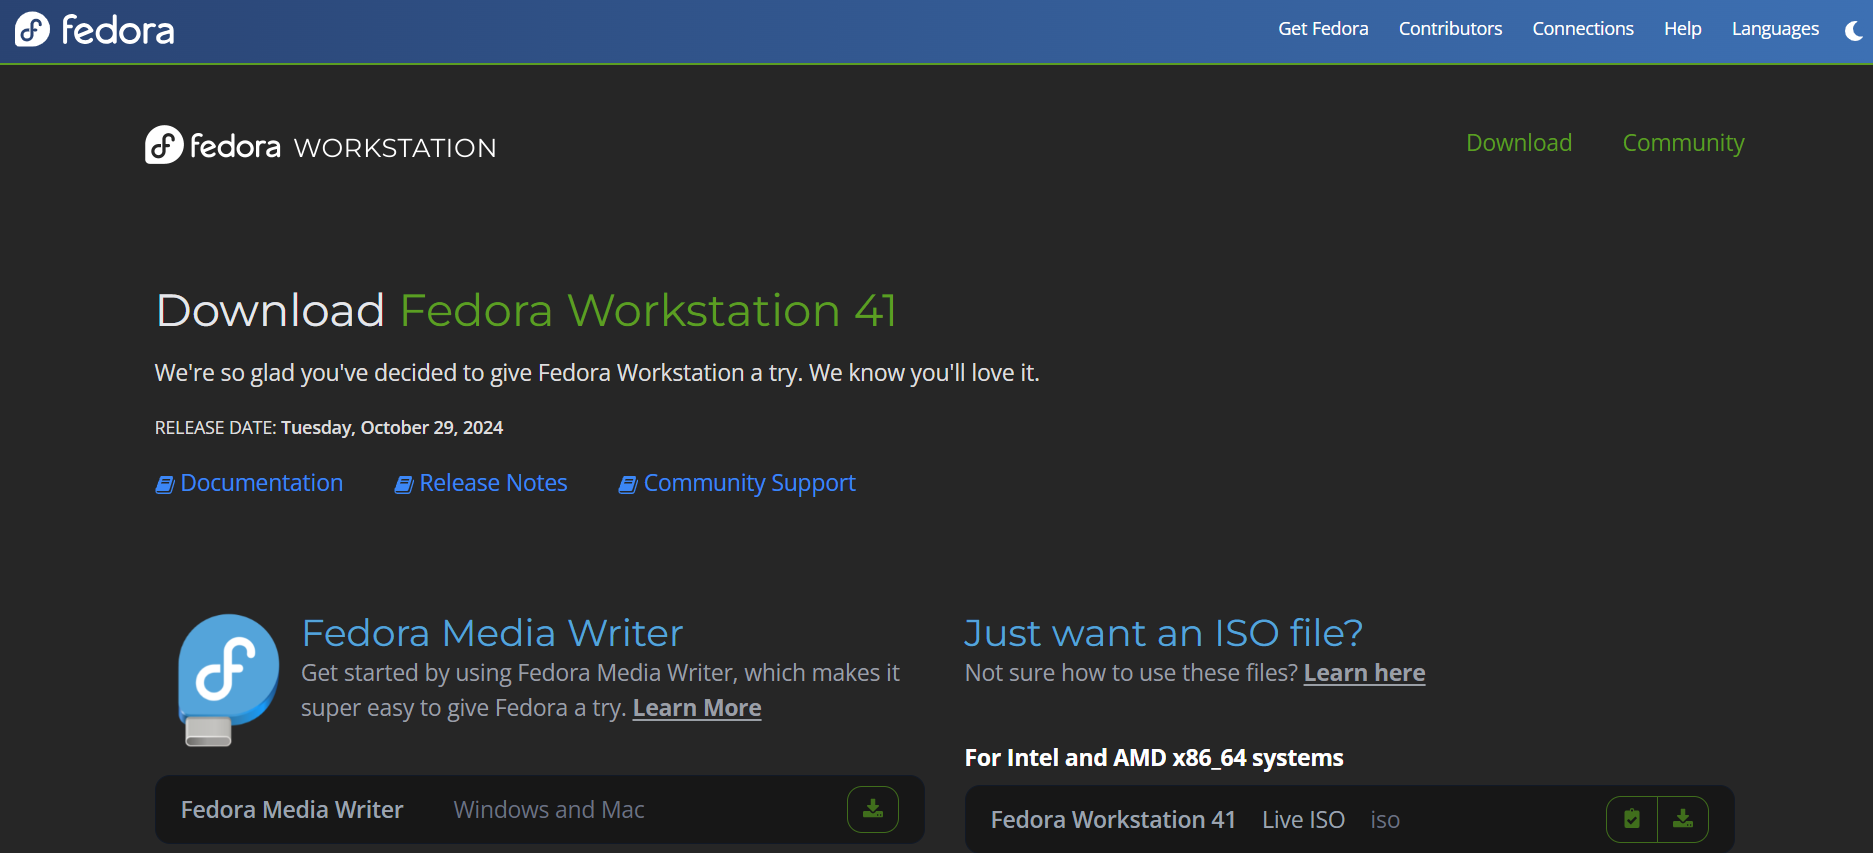 fedora
Get Fedora Contributors Connections Help Languages
fedora WORKSTATION
Download Community
Download Fedora Workstation 41
We're so glad you've decided to give Fedora Workstation a try. We know you'll love it.
RELEASE DATE: Tuesday, October 29, 2024
Documentation Release Notes Community Support
Fedora Media Writer
Get started by using Fedora Media Writer, which makes it
super easy to give Fedora a try. Learn More
Fedora Media Writer Windows and Mac
Just want an ISO file?
Not sure how to use these files? Learn here
For Intel and AMD x86_64 systems
Fedora Workstation 41 Live ISO iso